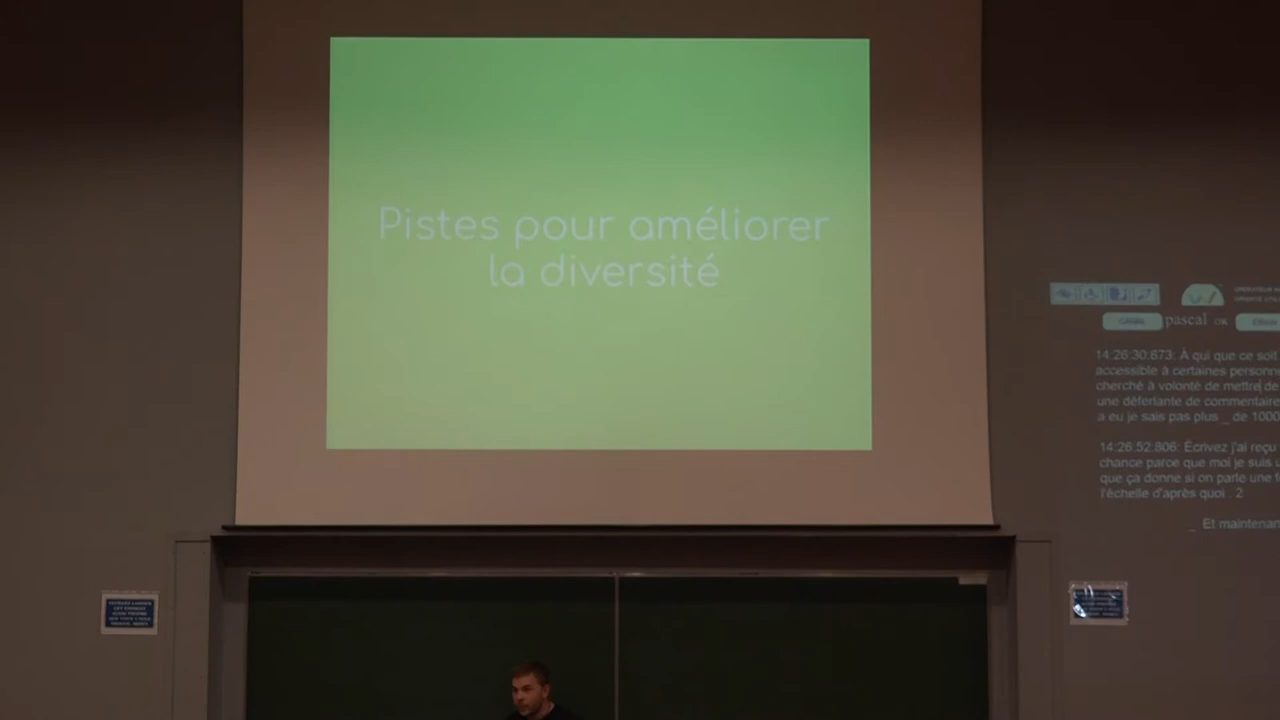 Pistes pour améliorer
la diversité
pascal OK
14:26:30:673: À qui que ce soit
accessible à certaines personne
cherché à volonté de mettre de
une déferlante de commentaire
a eu je sais pas plus _ de 1000
14:26:52:806: Écrivez j'ai reçu
chance parce que moi je suis
que ça donne si on parle une f
l'échelle d'après quoi . 2
_ Et maintenan